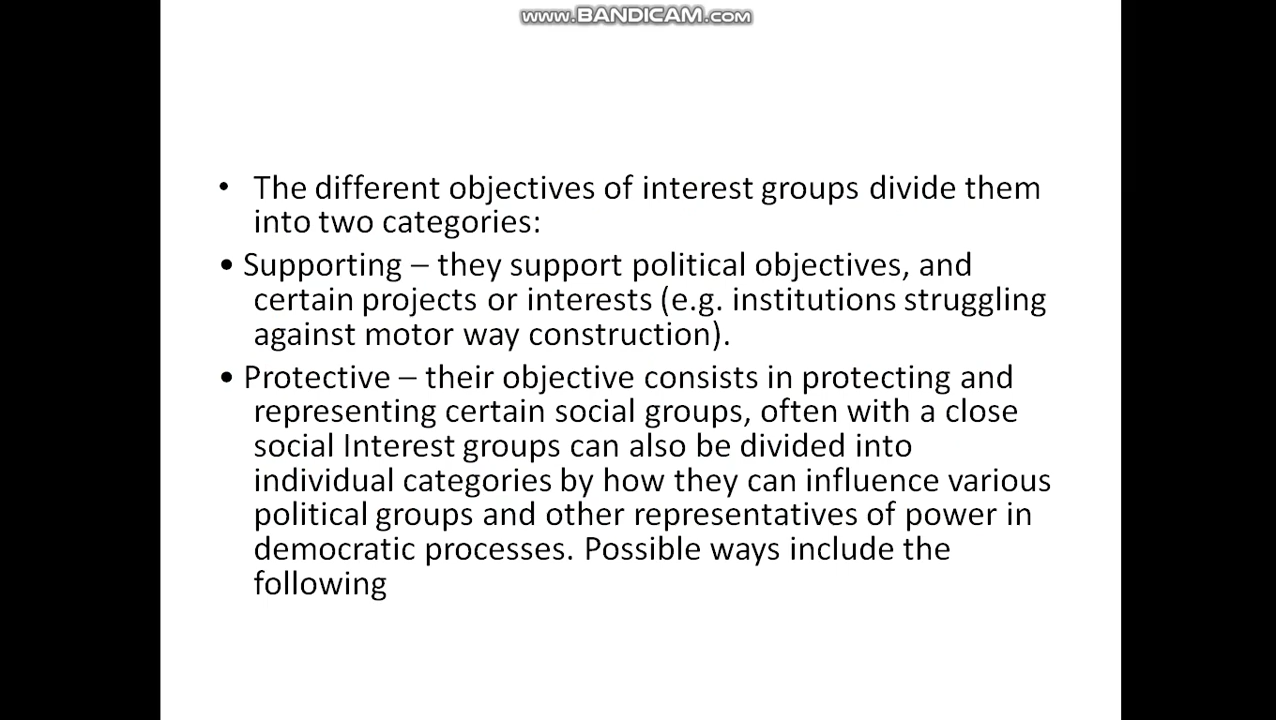 www.BANDICAM.com
• The different objectives of interest groups divide them
into two categories:
• Supporting – they support political objectives, and
certain projects or interests (e.g. institutions struggling
against motor way construction).
• Protective – their objective consists in protecting and
representing certain social groups, often with a close
social Interest groups can also be divided into
individual categories by how they can influence various
political groups and other representatives of power in
democratic processes. Possible ways include the
following